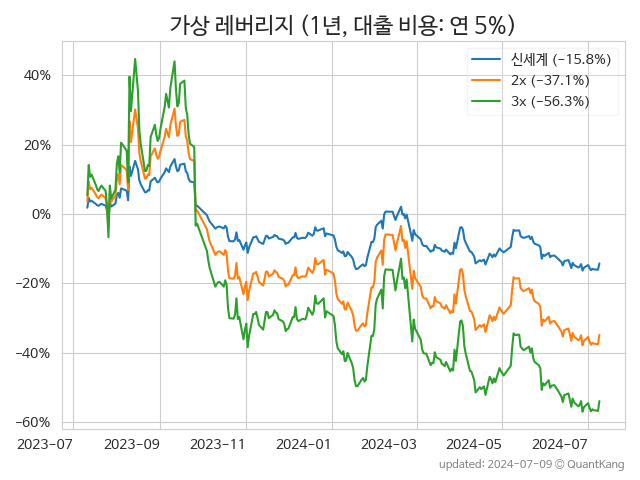 가상 레버리지 (1년, 대출 비용: 연 5%)
신세계 (−15.8%)
2x (−37.1%)
3x (−56.3%)
40%
20%
0%
−20%
−40%
−60%
2023-07 2023-09 2023-11 2024-01 2024-03 2024-05 2024-07
updated: 2024-07-09 © QuantKang